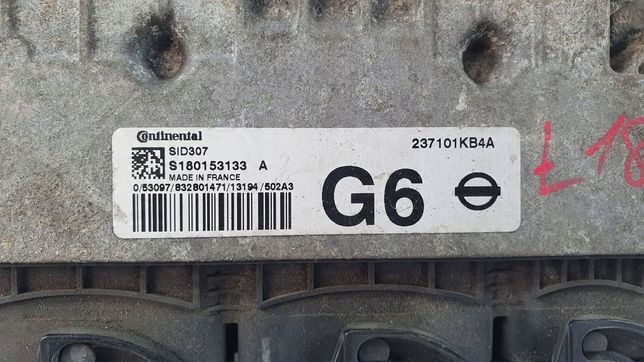 Continental
SID307
237101KB4A
S180153133 A
MADE IN FRANCE
0/53097/832801471/13194/502A3
G6